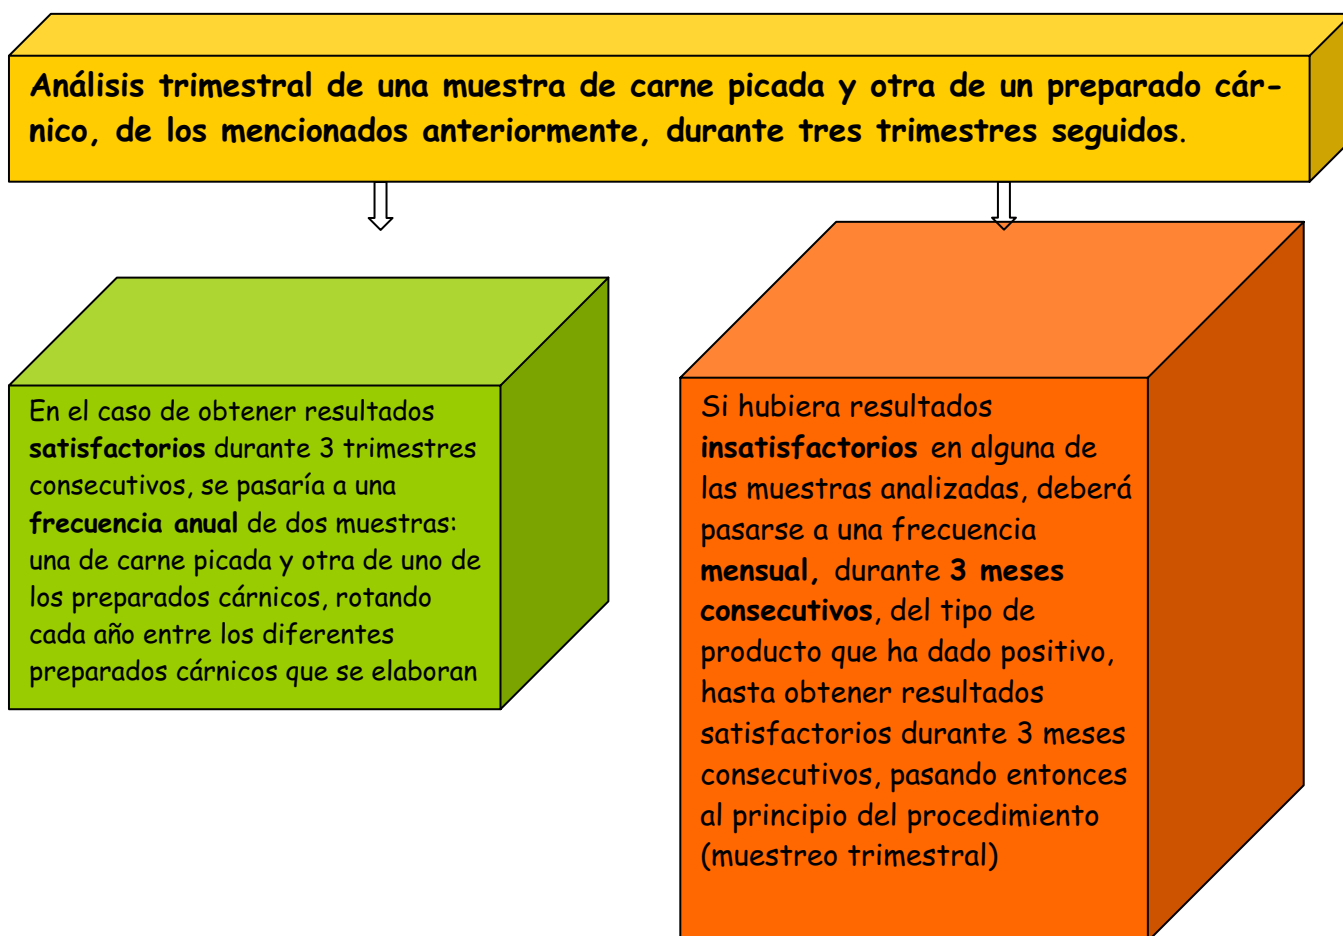 Análisis trimestral de una muestra de carne picada y otra de un preparado cár-
nico, de los mencionados anteriormente, durante tres trimestres seguidos.
En el caso de obtener resultados
satisfactorios durante 3 trimestres
consecutivos, se pasaría a una
frecuencia anual de dos muestras:
una de carne picada y otra de uno de
los preparados cárnicos, rotando
cada año entre los diferentes
preparados cárnicos que se elaboran
Si hubiera resultados
insatisfactorios en alguna de
las muestras analizadas, deberá
pasarse a una frecuencia
mensual, durante 3 meses
consecutivos, del tipo de
producto que ha dado positivo,
hasta obtener resultados
satisfactorios durante 3 meses
consecutivos, pasando entonces
al principio del procedimiento
(muestreo trimestral)